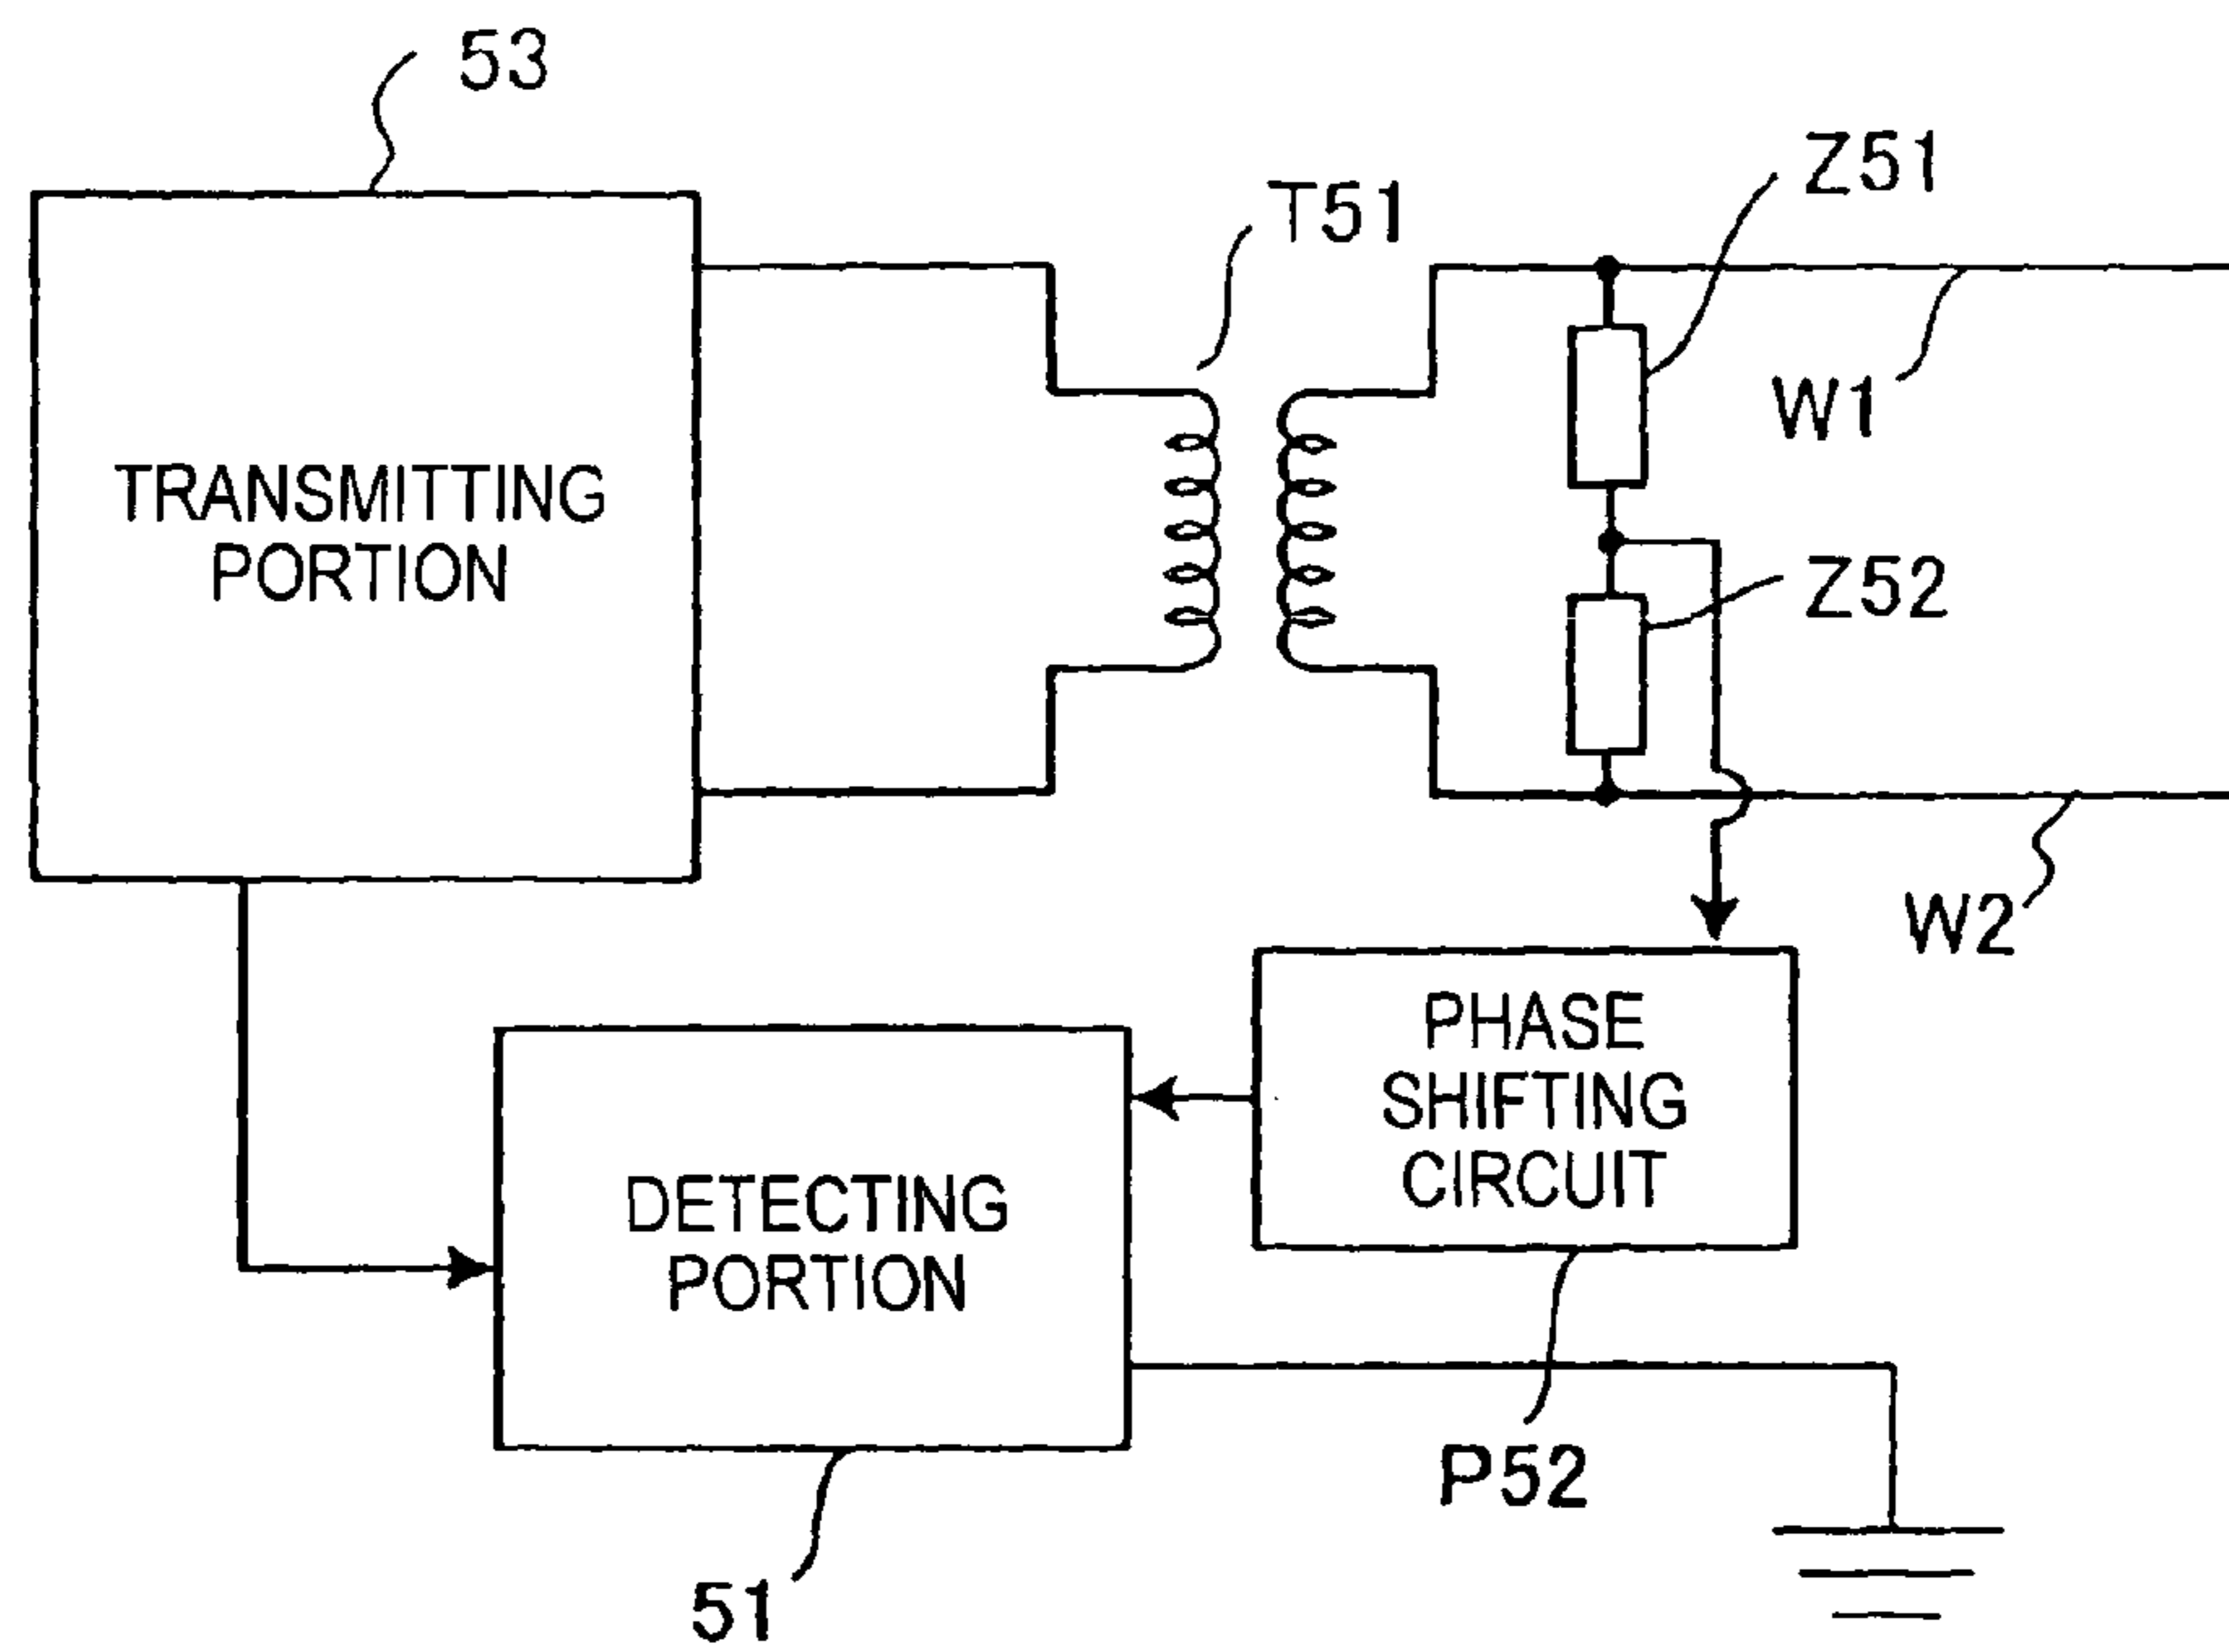 53
Z51
T51
W1
TRANSMITTING
PORTION
Z52
W2
PHASE
SHIFTING
CIRCUIT
DETECTING
PORTION
P52
51